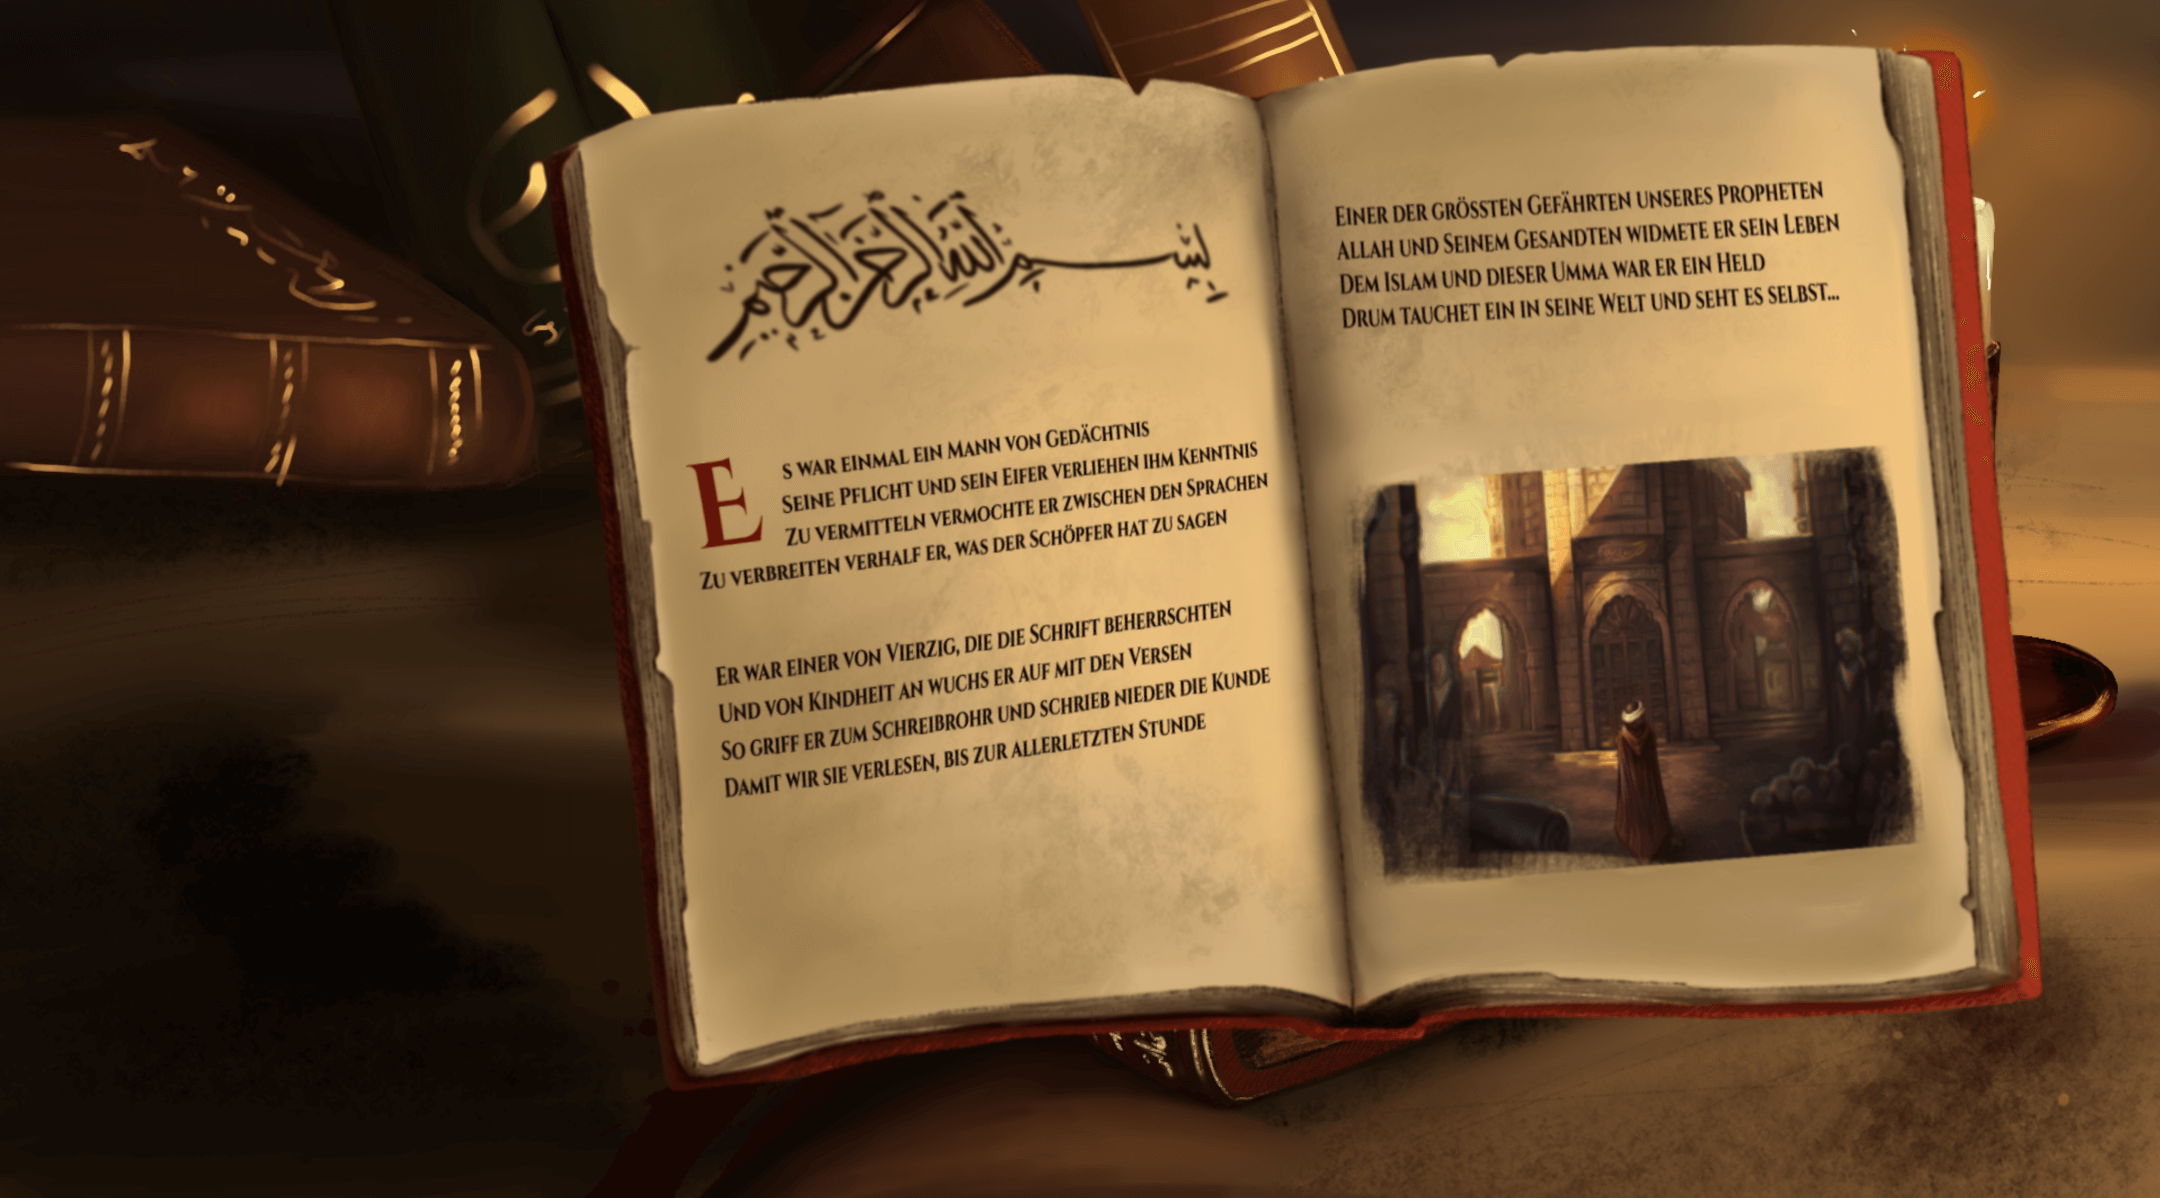 بِسْمِ اللَّهِ الرَّحْمَٰنِ الرَّحِيمِ
Es war einmal ein Mann von Gedächtnis
Seine Pflicht und sein Eifer verliehen ihm Kenntnis
Zu vermitteln vermochte er zwischen den Sprachen
Zu verbreiten verhalf er, was der Schöpfer hat zu sagen
Er war einer von Vierzig, die die Schrift beherrschten
Und von Kindheit an wuchs er auf mit den Versen
So griff er zum Schreibrohr und schrieb nieder die Kunde
Damit wir sie verlesen, bis zur allerletzten Stunde
Einer der grössten Gefährten unseres Propheten
Allah und Seinem Gesandten widmete er sein Leben
Dem Islam und dieser Umma war er ein Held
Drum tauchet ein in seine Welt und seht es selbst...